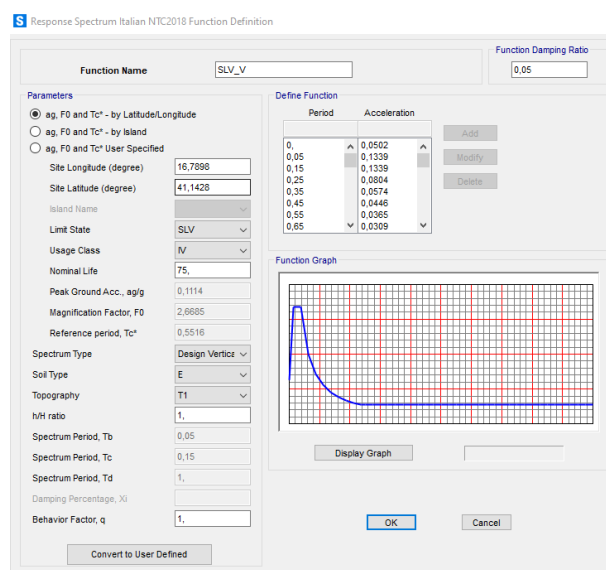 S Response Spectrum Italian NTC2018 Function Definition
Function Name
SLV_V
Function Damping Ratio
0,05
Parameters
ag, F0 and Tc* - by Latitude/Longitude
ag, F0 and Tc* - by Island
ag, F0 and Tc* User Specified
Site Longitude (degree) 16,7898
Site Latitude (degree) 41,1428
Island Name
Limit State SLV
Usage Class IV
Nominal Life 75,
Peak Ground Acc., ag/g 0,1114
Magnification Factor, F0 2,6685
Reference period, Tc* 0,5516
Spectrum Type Design Vertica
Soil Type E
Topography T1
h/H ratio 1,
Spectrum Period, Tb 0,05
Spectrum Period, Tc 0,15
Spectrum Period, Td 1,
Damping Percentage, Xi
Behavior Factor, q 1,
Convert to User Defined
Define Function
Period Acceleration
0, 0,0502
0,05 0,1339
0,15 0,1339
0,25 0,0804
0,35 0,0574
0,45 0,0446
0,55 0,0365
0,65 0,0309
Add
Modify
Delete
Function Graph
Display Graph
OK Cancel